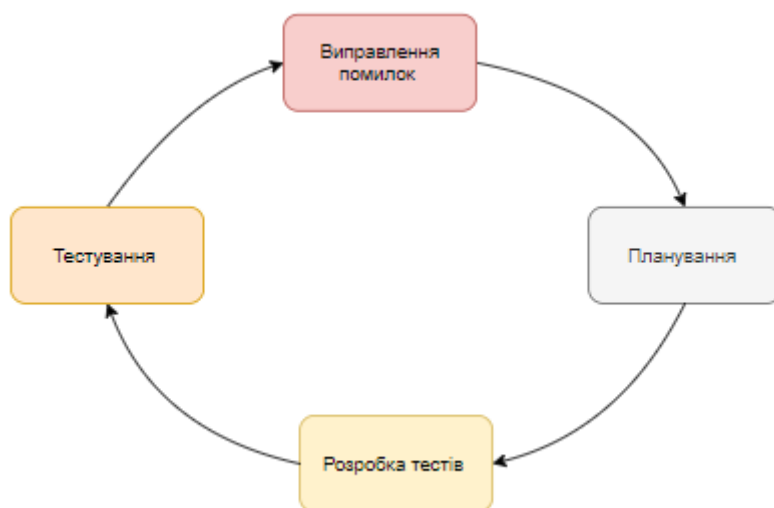 Виправлення
помилок
Тестування
Планування
Розробка тестів